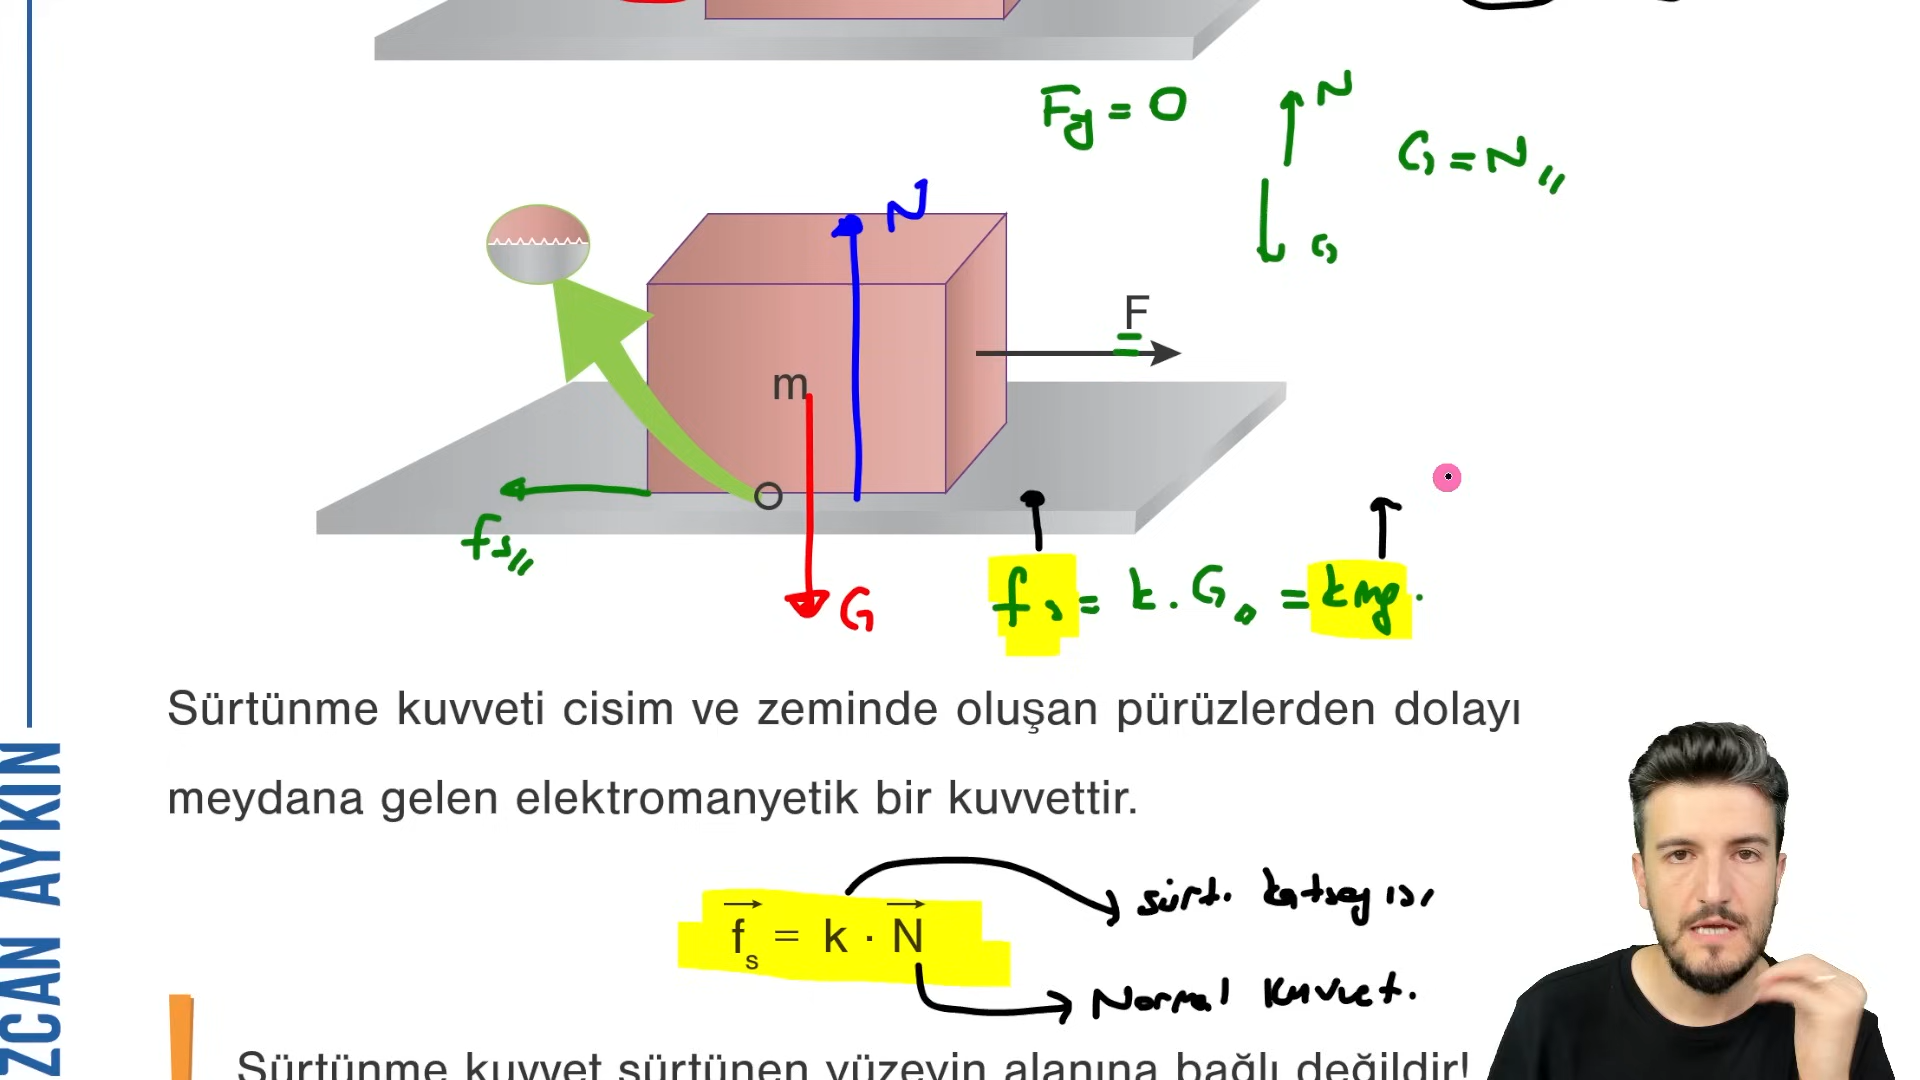 Fy = 0
N
G = N
G
N
F
m
fs
G
fs = k . G = kmg.
Sürtünme kuvveti cisim ve zeminde oluşan pürüzlerden dolayı
meydana gelen elektromanyetik bir kuvvettir.
sürt. katsayısı
fs = k · N
Normal kuvvet.
Sürtünme kuvvet sürtünen yüzeyin alanına bağlı değildir!
ZCAN AYKIN